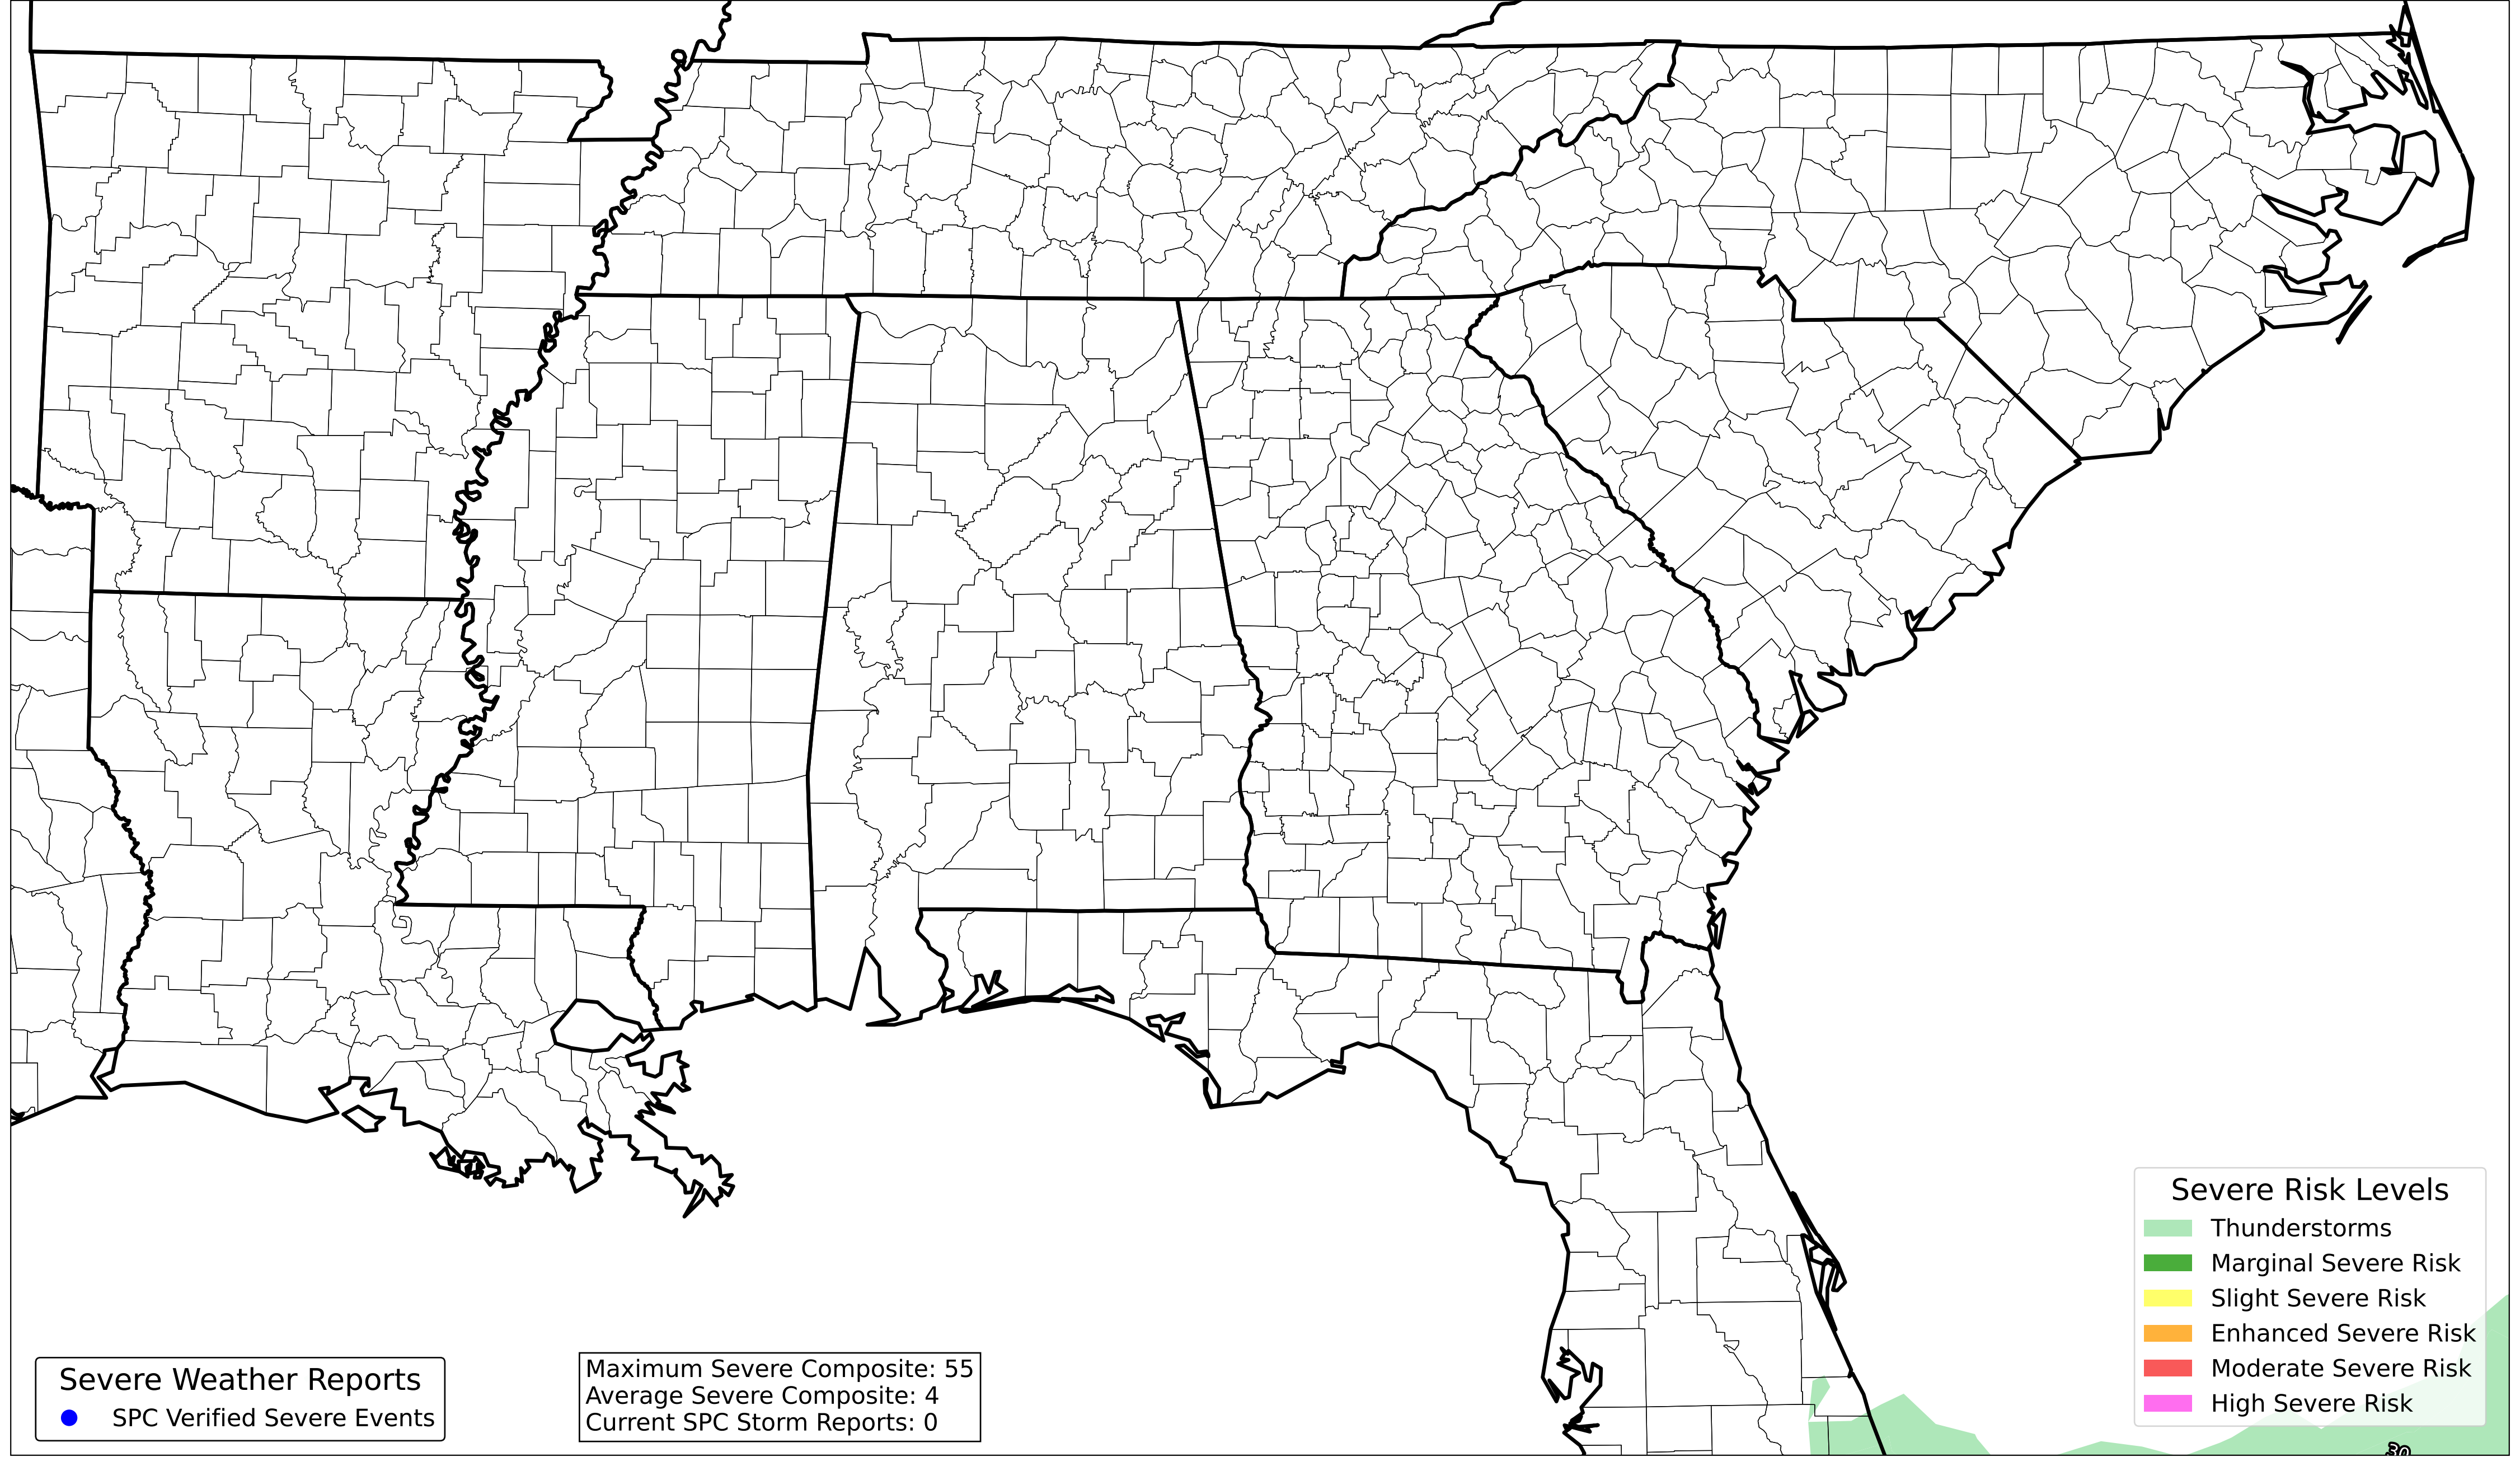 Severe Risk Levels
Thunderstorms
Marginal Severe Risk
Slight Severe Risk
Enhanced Severe Risk
Moderate Severe Risk
High Severe Risk
Severe Weather Reports
SPC Verified Severe Events
Maximum Severe Composite: 55
Average Severe Composite: 4
Current SPC Storm Reports: 0
30